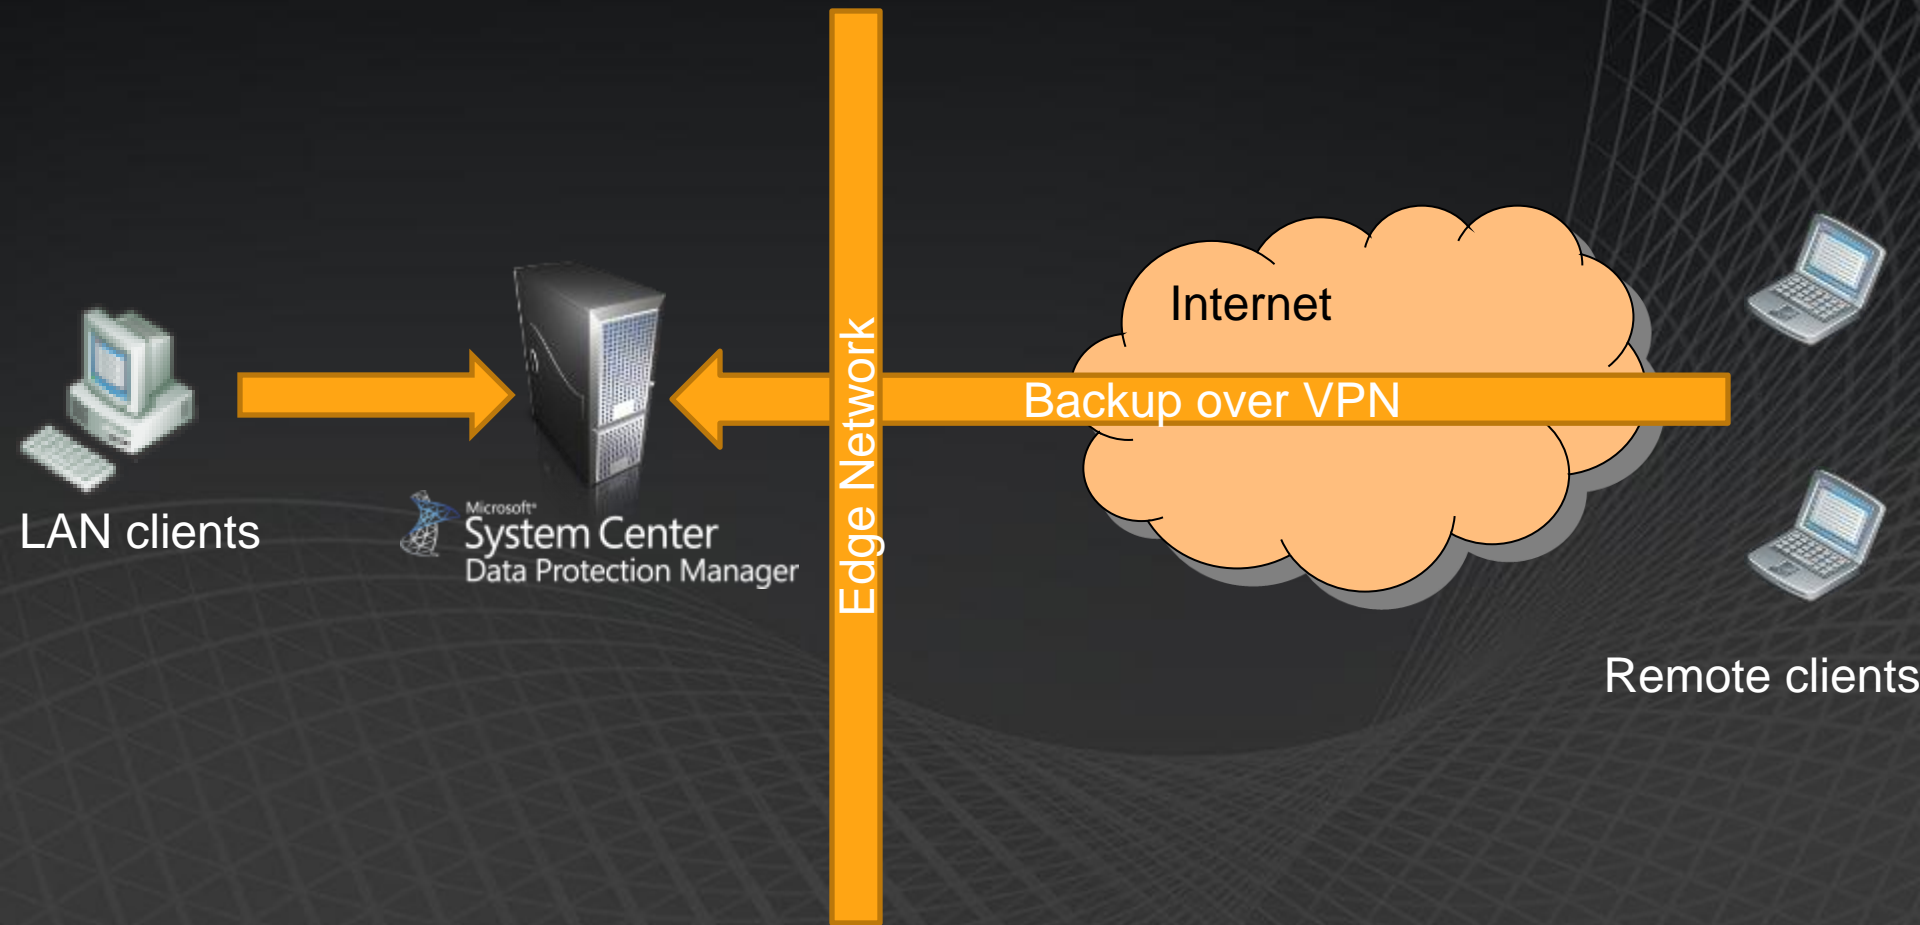 Internet
Edge Network
Backup over VPN
LAN clients
Microsoft®
System Center
Data Protection Manager
Remote clients